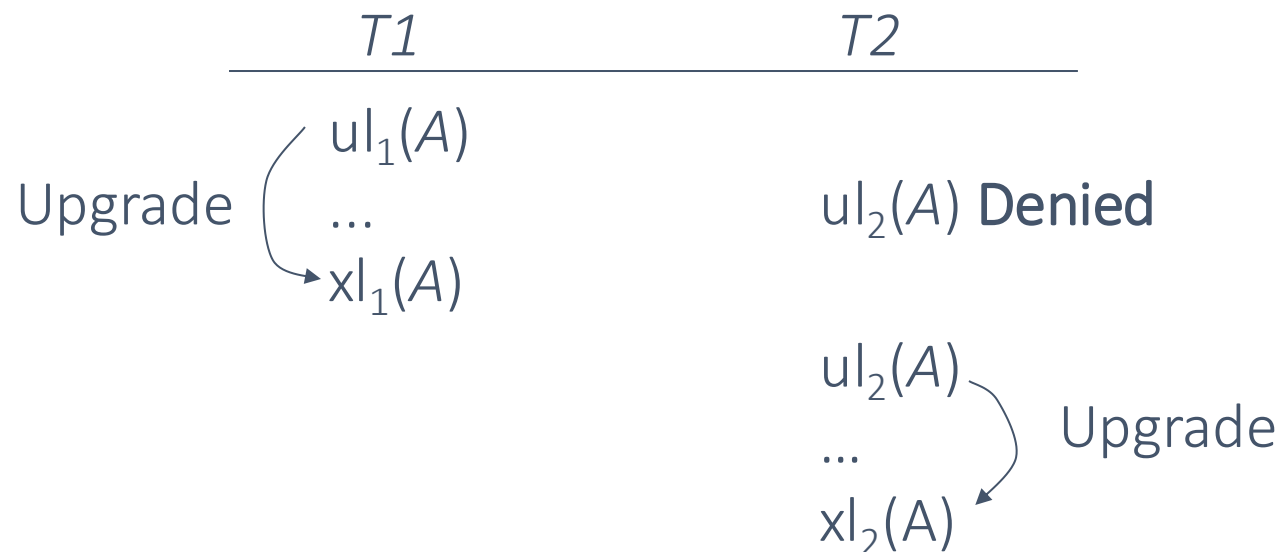 T1 T2
ul₁(A)
Upgrade ... ul₂(A) Denied
xl₁(A)
ul₂(A)
Upgrade
...
xl₂(A)